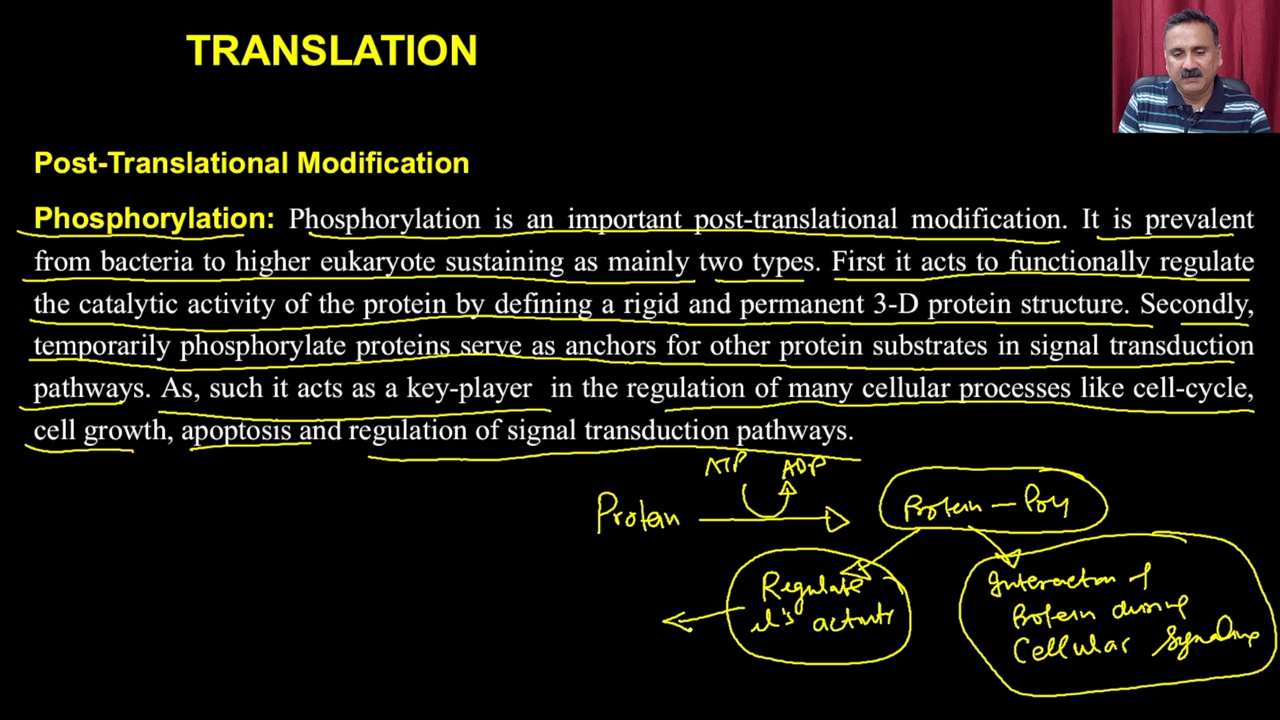 TRANSLATION
Post-Translational Modification
Phosphorylation: Phosphorylation is an important post-translational modification. It is prevalent
from bacteria to higher eukaryote sustaining as mainly two types. First it acts to functionally regulate
the catalytic activity of the protein by defining a rigid and permanent 3-D protein structure. Secondly,
temporarily phosphorylate proteins serve as anchors for other protein substrates in signal transduction
pathways. As, such it acts as a key-player in the regulation of many cellular processes like cell-cycle,
cell growth, apoptosis and regulation of signal transduction pathways.
ATP ADP
Protein Protein - PO4
Regulate
it's activity
Interaction of
Protein during
Cellular Signaling